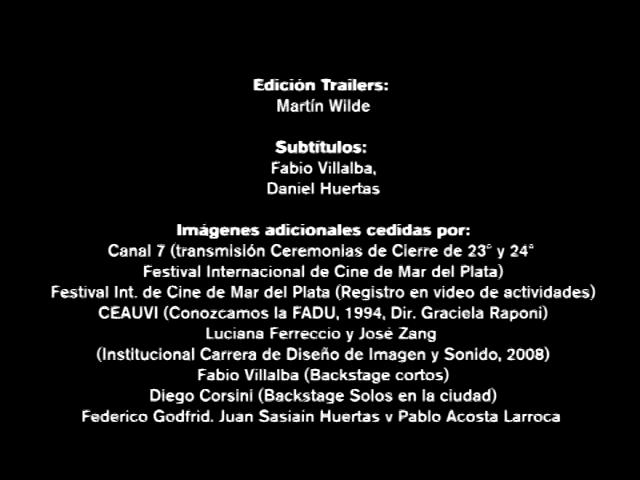 Edición Trailers:
Martín Wilde
Subtítulos:
Fabio Villalba,
Daniel Huertas
Imágenes adicionales cedidas por:
Canal 7 (transmisión Ceremonias de Cierre de 23° y 24°
Festival Internacional de Cine de Mar del Plata)
Festival Int. de Cine de Mar del Plata (Registro en video de actividades)
CEAUVI (Conozcamos la FADU, 1994, Dir. Graciela Raponi)
Luciana Ferreccio y José Zang
(Institucional Carrera de Diseño de Imagen y Sonido, 2008)
Fabio Villalba (Backstage cortos)
Diego Corsini (Backstage Solos en la ciudad)
Federico Godfrid, Juan Sasiaín Huertas y Pablo Acosta Larroca